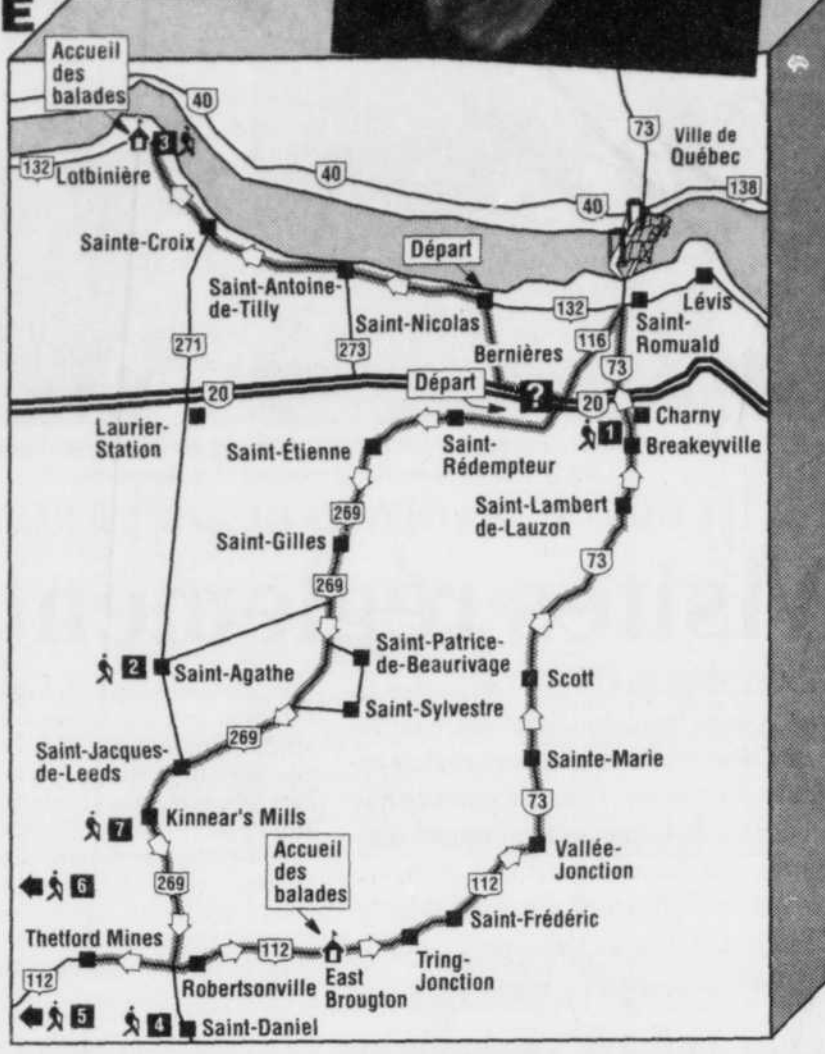 E
Accueil
des
balades
40
73
Ville de
Québec
3
132
Lotbinière
40
138
40
Sainte-Croix
Départ
Saint-Antoine-
de-Tilly
Saint-Nicolas
132
Lévis
Saint-
Romuald
116
271
273
Bernières
73
20
Départ
?
20
Laurier-
Station
Saint-Étienne
Saint-
Rédempteur
1
Charny
Breakeyville
269
Saint-Lambert
de-Lauzon
Saint-Gilles
73
269
2
Saint-Agathe
Saint-Patrice-
de-Beaurivage
Scott
Saint-Sylvestre
269
Saint-Jacques-
de-Leeds
Sainte-Marie
73
7
Kinnear's Mills
Accueil
des
balades
Vallée-
Jonction
6
269
112
Saint-Frédéric
Thetford Mines
112
112
Robertsonville
East
Brougton
Tring-
Jonction
5
4
Saint-Daniel